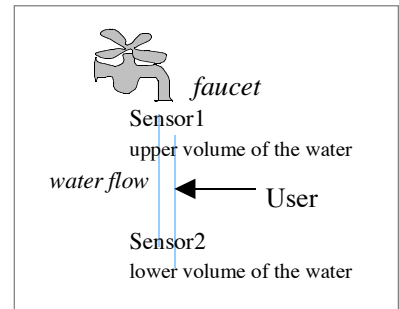 faucet
Sensor1
upper volume of the water
water flow
User
Sensor2
lower volume of the water